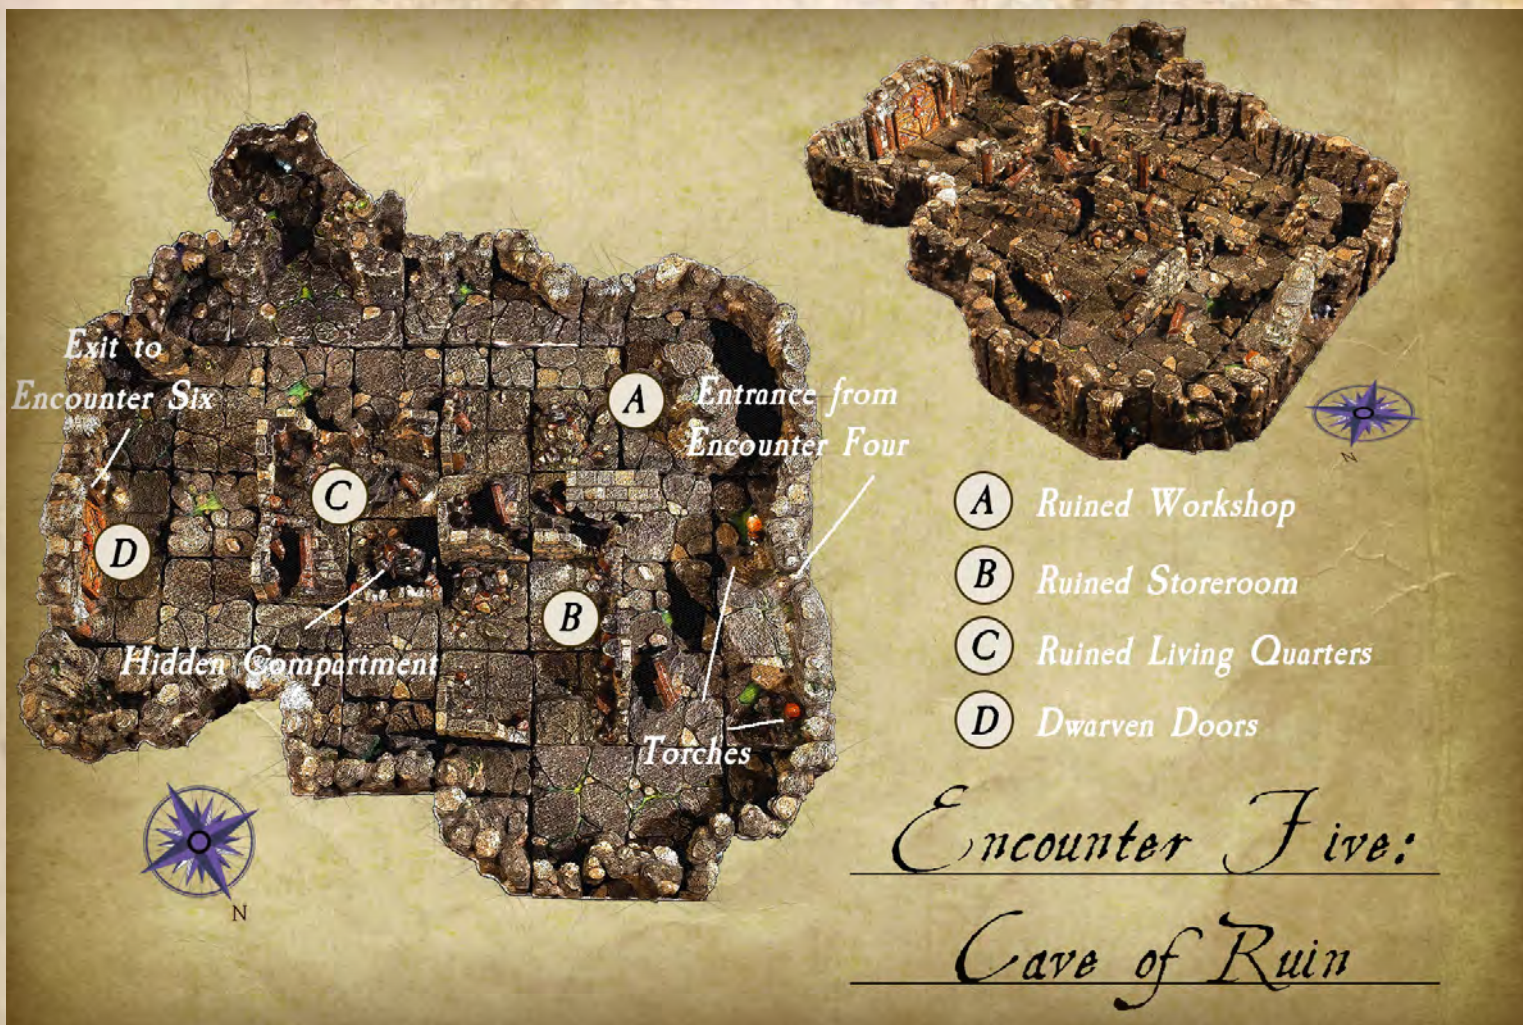 Exit to
Encounter Six
A
Entrance from
Encounter Four
C
D
B
Hidden Compartment
Torches
N
N
A Ruined Workshop
B Ruined Storeroom
C Ruined Living Quarters
D Dwarven Doors
Encounter Five:
Cave of Ruin